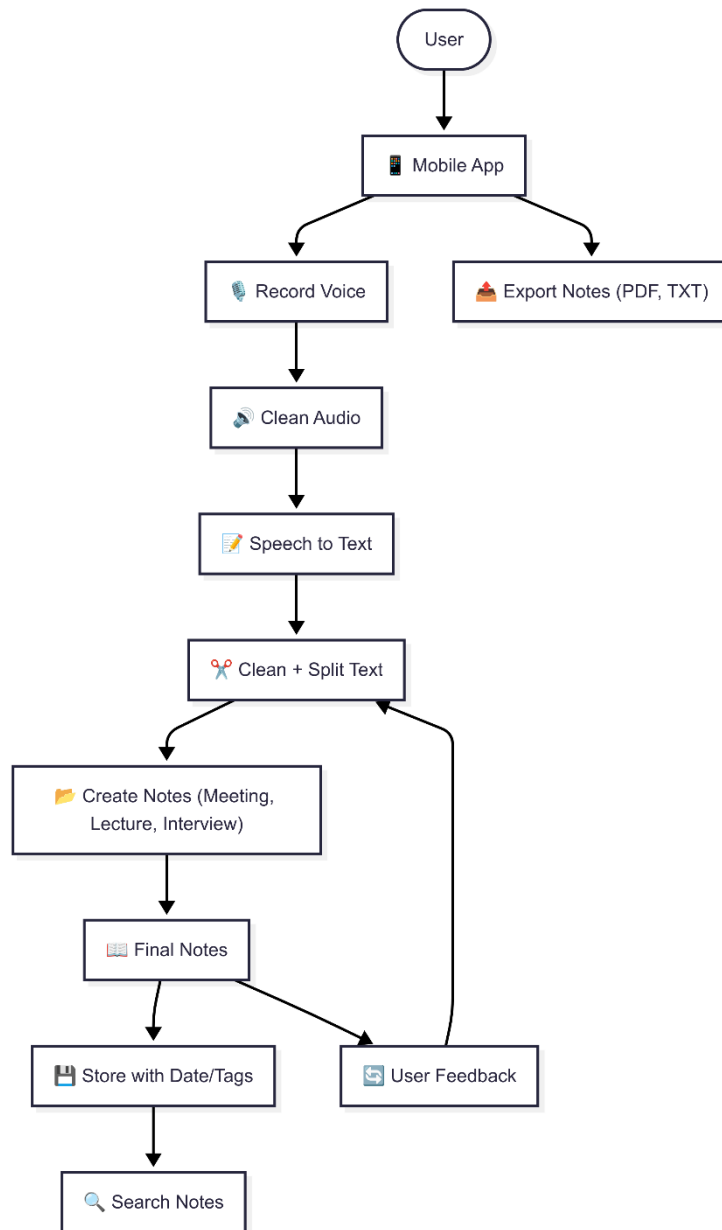 User
📱 Mobile App
🎙️ Record Voice
📤 Export Notes (PDF, TXT)
🔊 Clean Audio
📝 Speech to Text
✂️ Clean + Split Text
📂 Create Notes (Meeting,
Lecture, Interview)
📖 Final Notes
💾 Store with Date/Tags
🔄 User Feedback
🔍 Search Notes